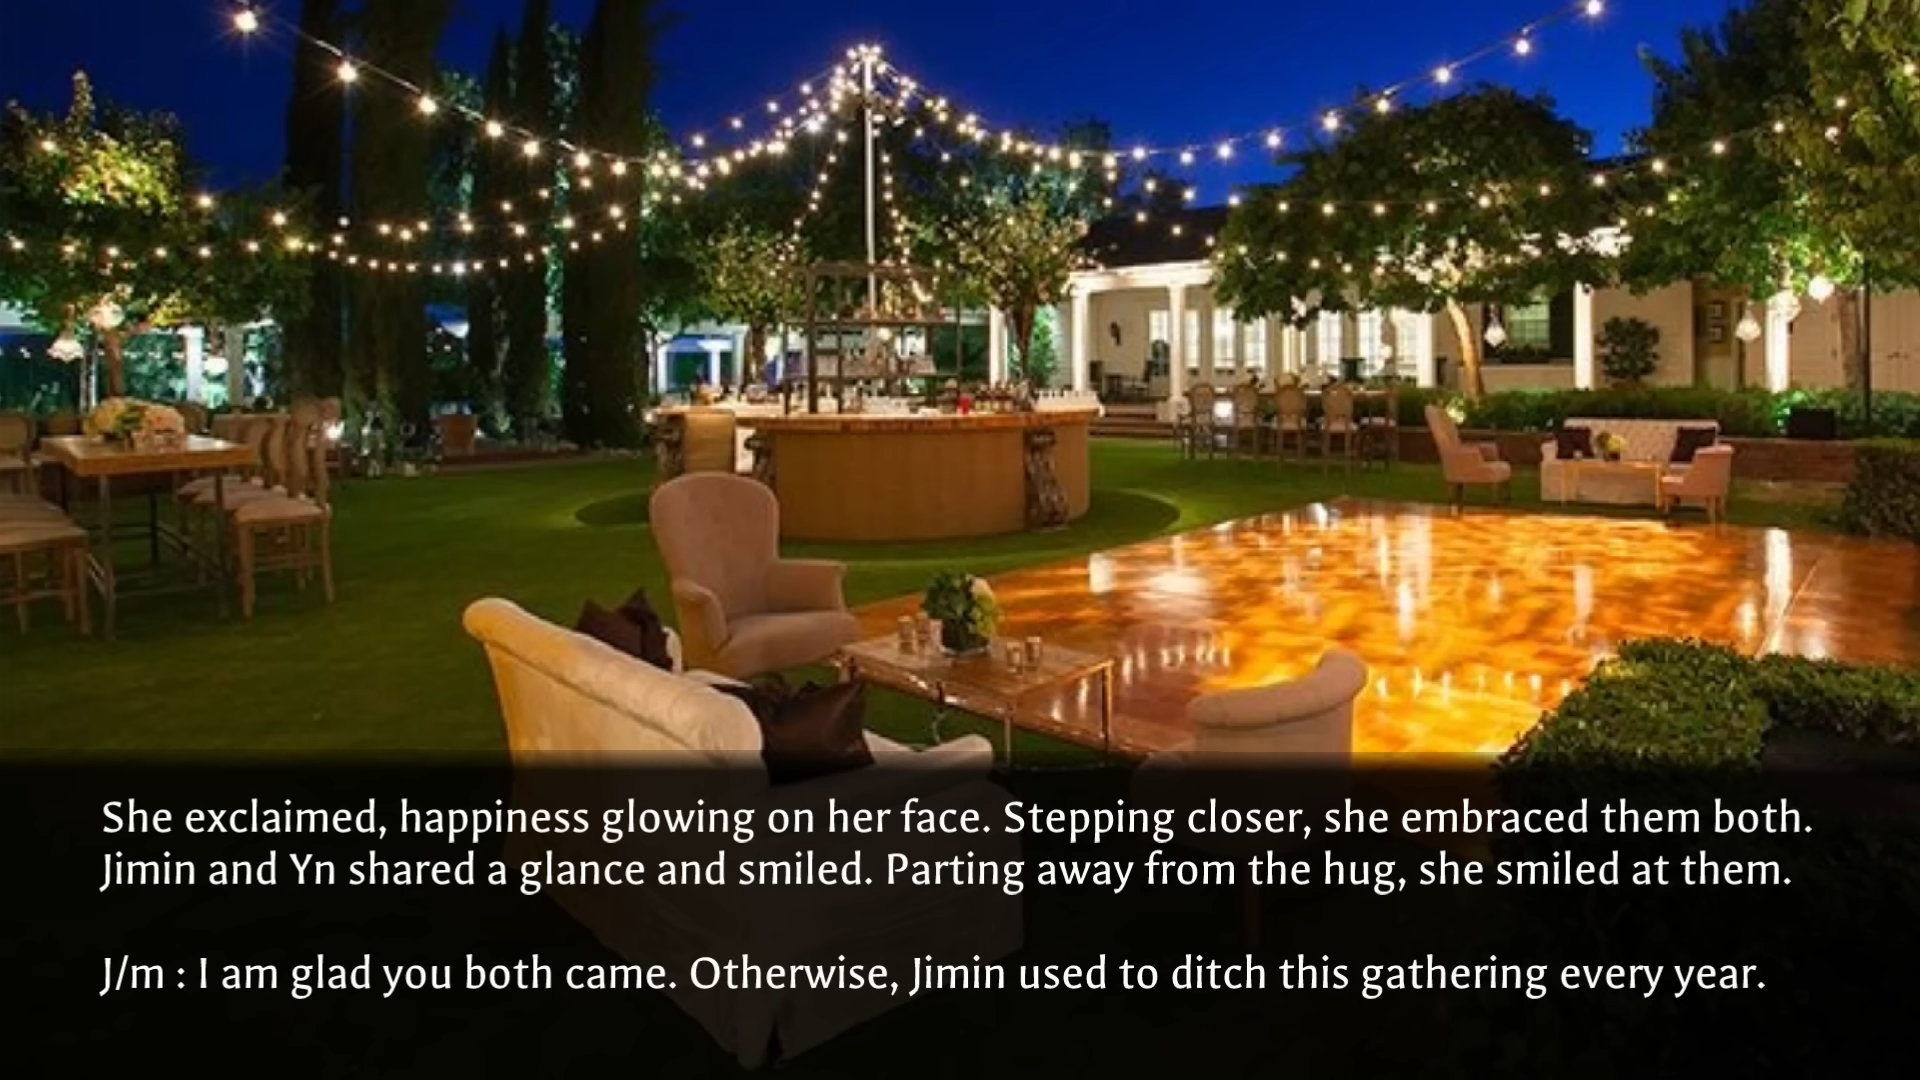 She exclaimed, happiness glowing on her face. Stepping closer, she embraced them both.
Jimin and Yn shared a glance and smiled. Parting away from the hug, she smiled at them.
J/m : I am glad you both came. Otherwise, Jimin used to ditch this gathering every year.